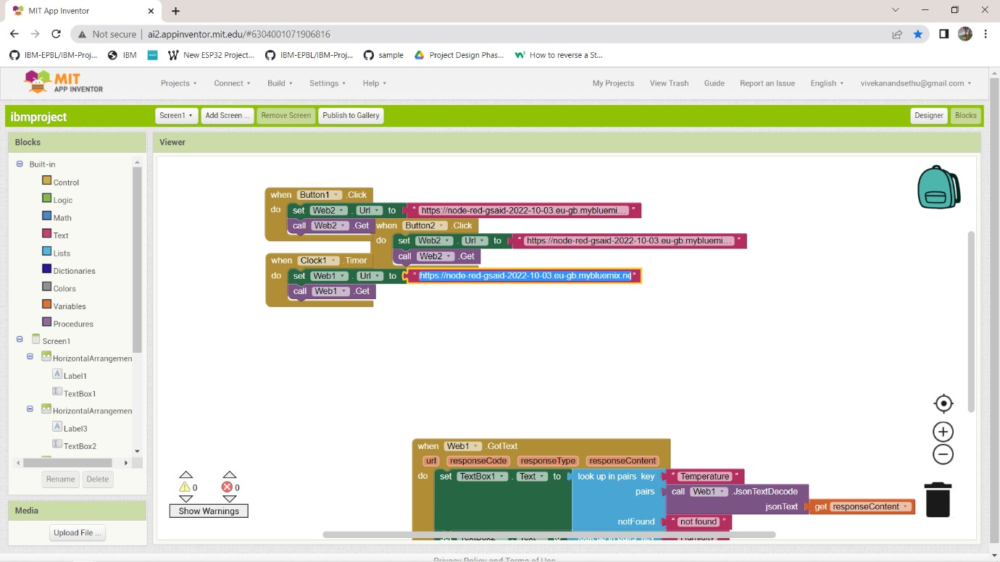 MIT App Inventor
Not secure | ai2.appinventor.mit.edu/#6304001071906816
IBM-EPBL/IBM-Proj... IBM New ESP32 Project... IBM-EPBL/IBM-Proj... sample Project Design Phas... How to reverse a St...
MIT
APP INVENTOR
Projects Connect Build Settings Help My Projects View Trash Guide Report an Issue English vivekanandsethu@gmail.com
ibmproject Screen1 Add Screen ... Remove Screen Publish to Gallery Designer Blocks
Blocks
Built-in
Control
Logic
Math
Text
Lists
Dictionaries
Colors
Variables
Procedures
Screen1
HorizontalArrangemen
Label1
TextBox1
HorizontalArrangemen
Label3
TextBox2
Rename Delete
Media
Upload File ...
Viewer
when Button1 .Click
do set Web2 . Url to " https://node-red-gsaid-2022-10-03.eu-gb.mybluemi... "
call Web2 .Get
when Button2 .Click
do set Web2 . Url to " https://node-red-gsaid-2022-10-03.eu-gb.mybluemi... "
call Web2 .Get
when Clock1 .Timer
do set Web1 . Url to " https://node-red-gsaid-2022-10-03.eu-gb.mybluemix.ne "
call Web1 .Get
when Web1 .GotText
url responseCode responseType responseContent
do set TextBox1 . Text to look up in pairs key " Temperature "
pairs call Web1 .JsonTextDecode
jsonText get responseContent
notFound " not found "
set TextBox2 . Text to look up in pairs key " Humidity "
0 0
Show Warnings
Privacy Policy and Terms of Use